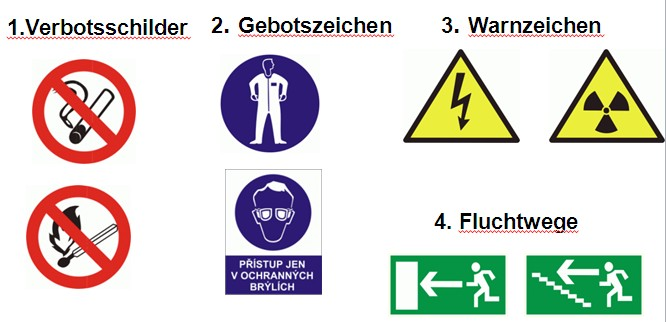 1.Verbotsschilder
2. Gebotszeichen
3. Warnzeichen
PŘÍSTUP JEN
V OCHRANNÝCH
BRÝLÍCH
4. Fluchtwege